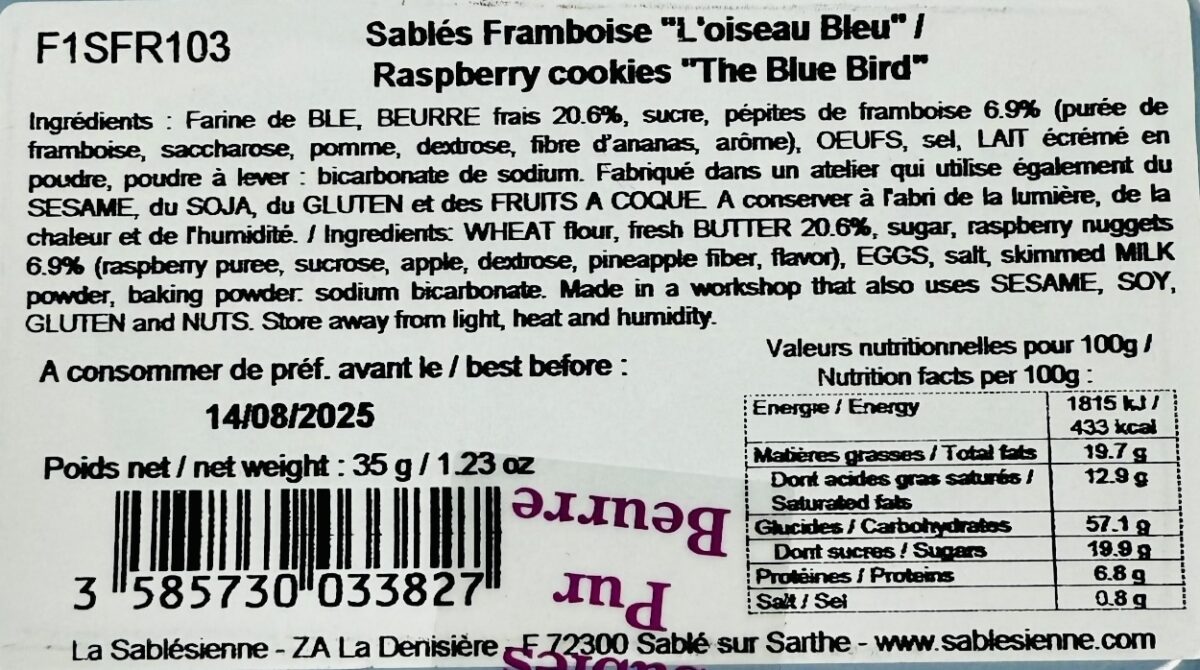 F1SFR103
Sablés Framboise "L'oiseau Bleu" /
Raspberry cookies "The Blue Bird"
Ingrédients : Farine de BLE, BEURRE frais 20.6%, sucre, pépites de framboise 6.9% (purée de
framboise, saccharose, pomme, dextrose, fibre d'ananas, arôme), OEUFS, sel, LAIT écrémé en
poudre, poudre à lever : bicarbonate de sodium. Fabriqué dans un atelier qui utilise également du
SESAME, du SOJA, du GLUTEN et des FRUITS A COQUE. A conserver à l'abri de la lumière, de la
chaleur et de l'humidité. / Ingredients: WHEAT flour, fresh BUTTER 20.6%, sugar, raspberry nuggets
6.9% (raspberry puree, sucrose, apple, dextrose, pineapple fiber, flavor), EGGS, salt, skimmed MILK
powder, baking powder: sodium bicarbonate. Made in a workshop that also uses SESAME, SOY,
GLUTEN and NUTS. Store away from light, heat and humidity.
A consommer de préf. avant le / best before :
14/08/2025
Poids net / net weight : 35 g / 1.23 oz
3 585730 033827
Valeurs nutritionnelles pour 100g /
Nutrition facts per 100g :
Energie / Energy 1815 kJ /
433 kcal
Matières grasses / Total fats 19.7 g
Dont acides gras saturés / 12.9 g
Saturated fats
Glucides / Carbohydrates 57.1 g
Dont sucres / Sugars 19.9 g
Protéines / Proteins 6.8 g
Salt / Sel 0.8 g
Pur
Beurre
La Sablésienne - ZA La Denisière F 72300 Sablé sur Sarthe - www.sablesienne.com